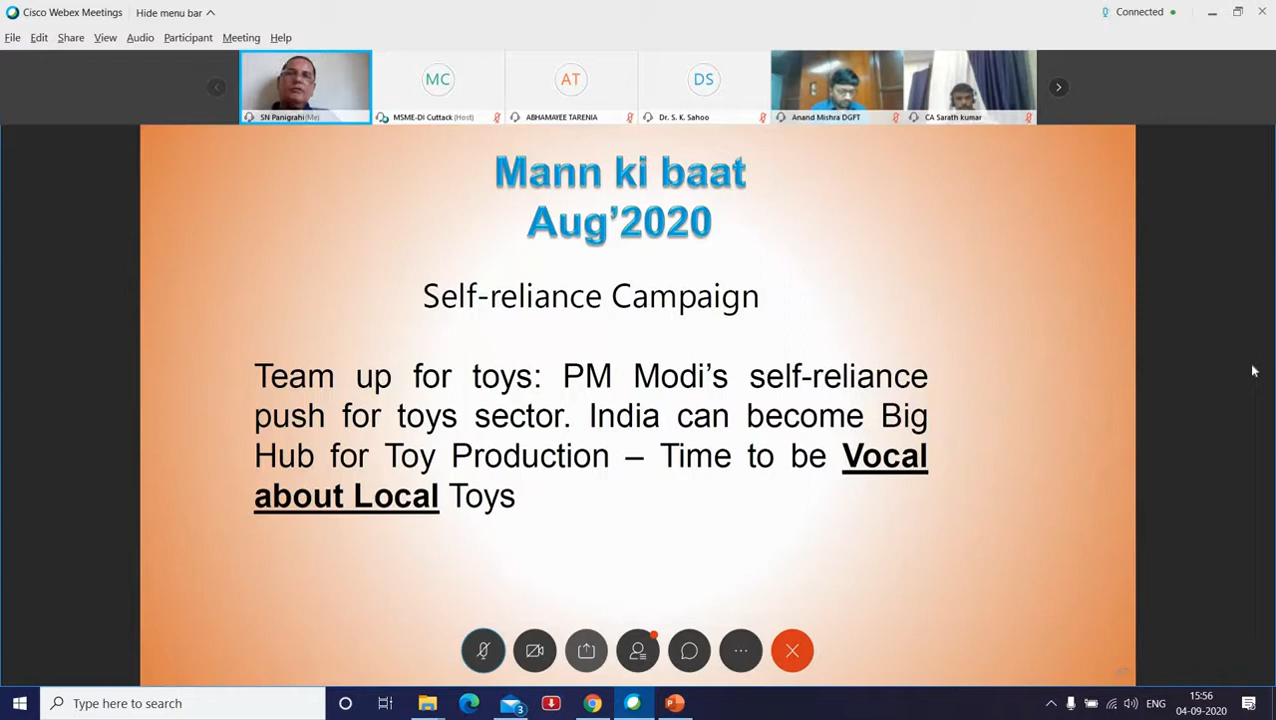 Cisco Webex Meetings
Hide menu bar
Connected
File Edit Share View Audio Participant Meeting Help
MC
AT
DS
SN Panigrahi (Me)
MSME-DI Cuttack (Host)
ABHAMAYEE TARENIA
Dr. S. K. Sahoo
Anand Mishra DGFT
CA Sarath kumar
Mann ki baat
Aug’2020
Self-reliance Campaign
Team up for toys: PM Modi’s self-reliance
push for toys sector. India can become Big
Hub for Toy Production – Time to be Vocal
about Local Toys
Type here to search
3
ENG
15:56
04-09-2020